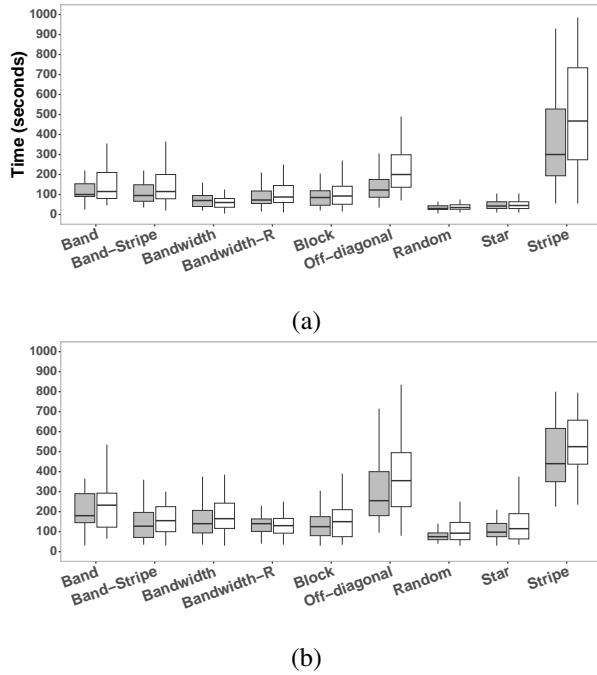 1000
900
800
700
600
500
400
300
200
100
0
Time (seconds)
Band
Band−Stripe
Bandwidth
Bandwidth−R
Block
Off−diagonal
Random
Star
Stripe
(a)
1000
900
800
700
600
500
400
300
200
100
0
Band
Band−Stripe
Bandwidth
Bandwidth−R
Block
Off−diagonal
Random
Star
Stripe
(b)